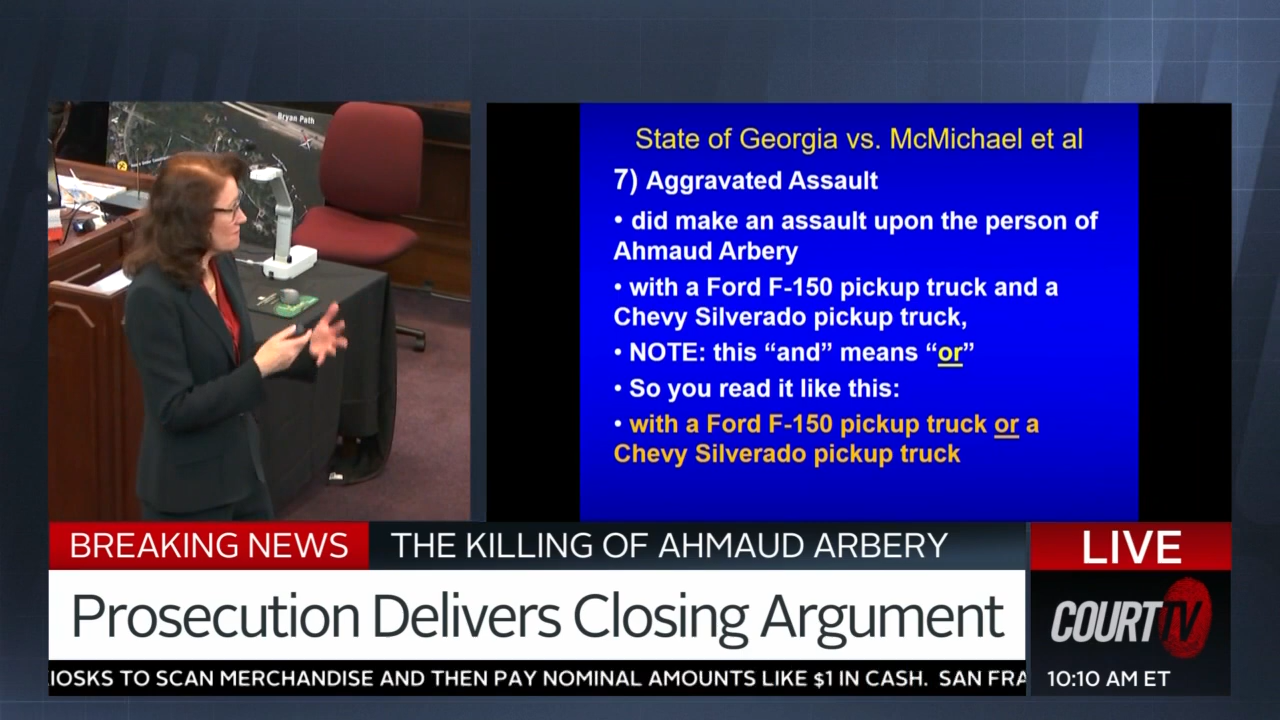 Bryan Path
State of Georgia vs. McMichael et al
7) Aggravated Assault
• did make an assault upon the person of
Ahmaud Arbery
• with a Ford F-150 pickup truck and a
Chevy Silverado pickup truck,
• NOTE: this “and” means “or”
• So you read it like this:
• with a Ford F-150 pickup truck or a
Chevy Silverado pickup truck
BREAKING NEWS
THE KILLING OF AHMAUD ARBERY
LIVE
Prosecution Delivers Closing Argument
COURT TV
IOSKS TO SCAN MERCHANDISE AND THEN PAY NOMINAL AMOUNTS LIKE $1 IN CASH. SAN FRA
10:10 AM ET